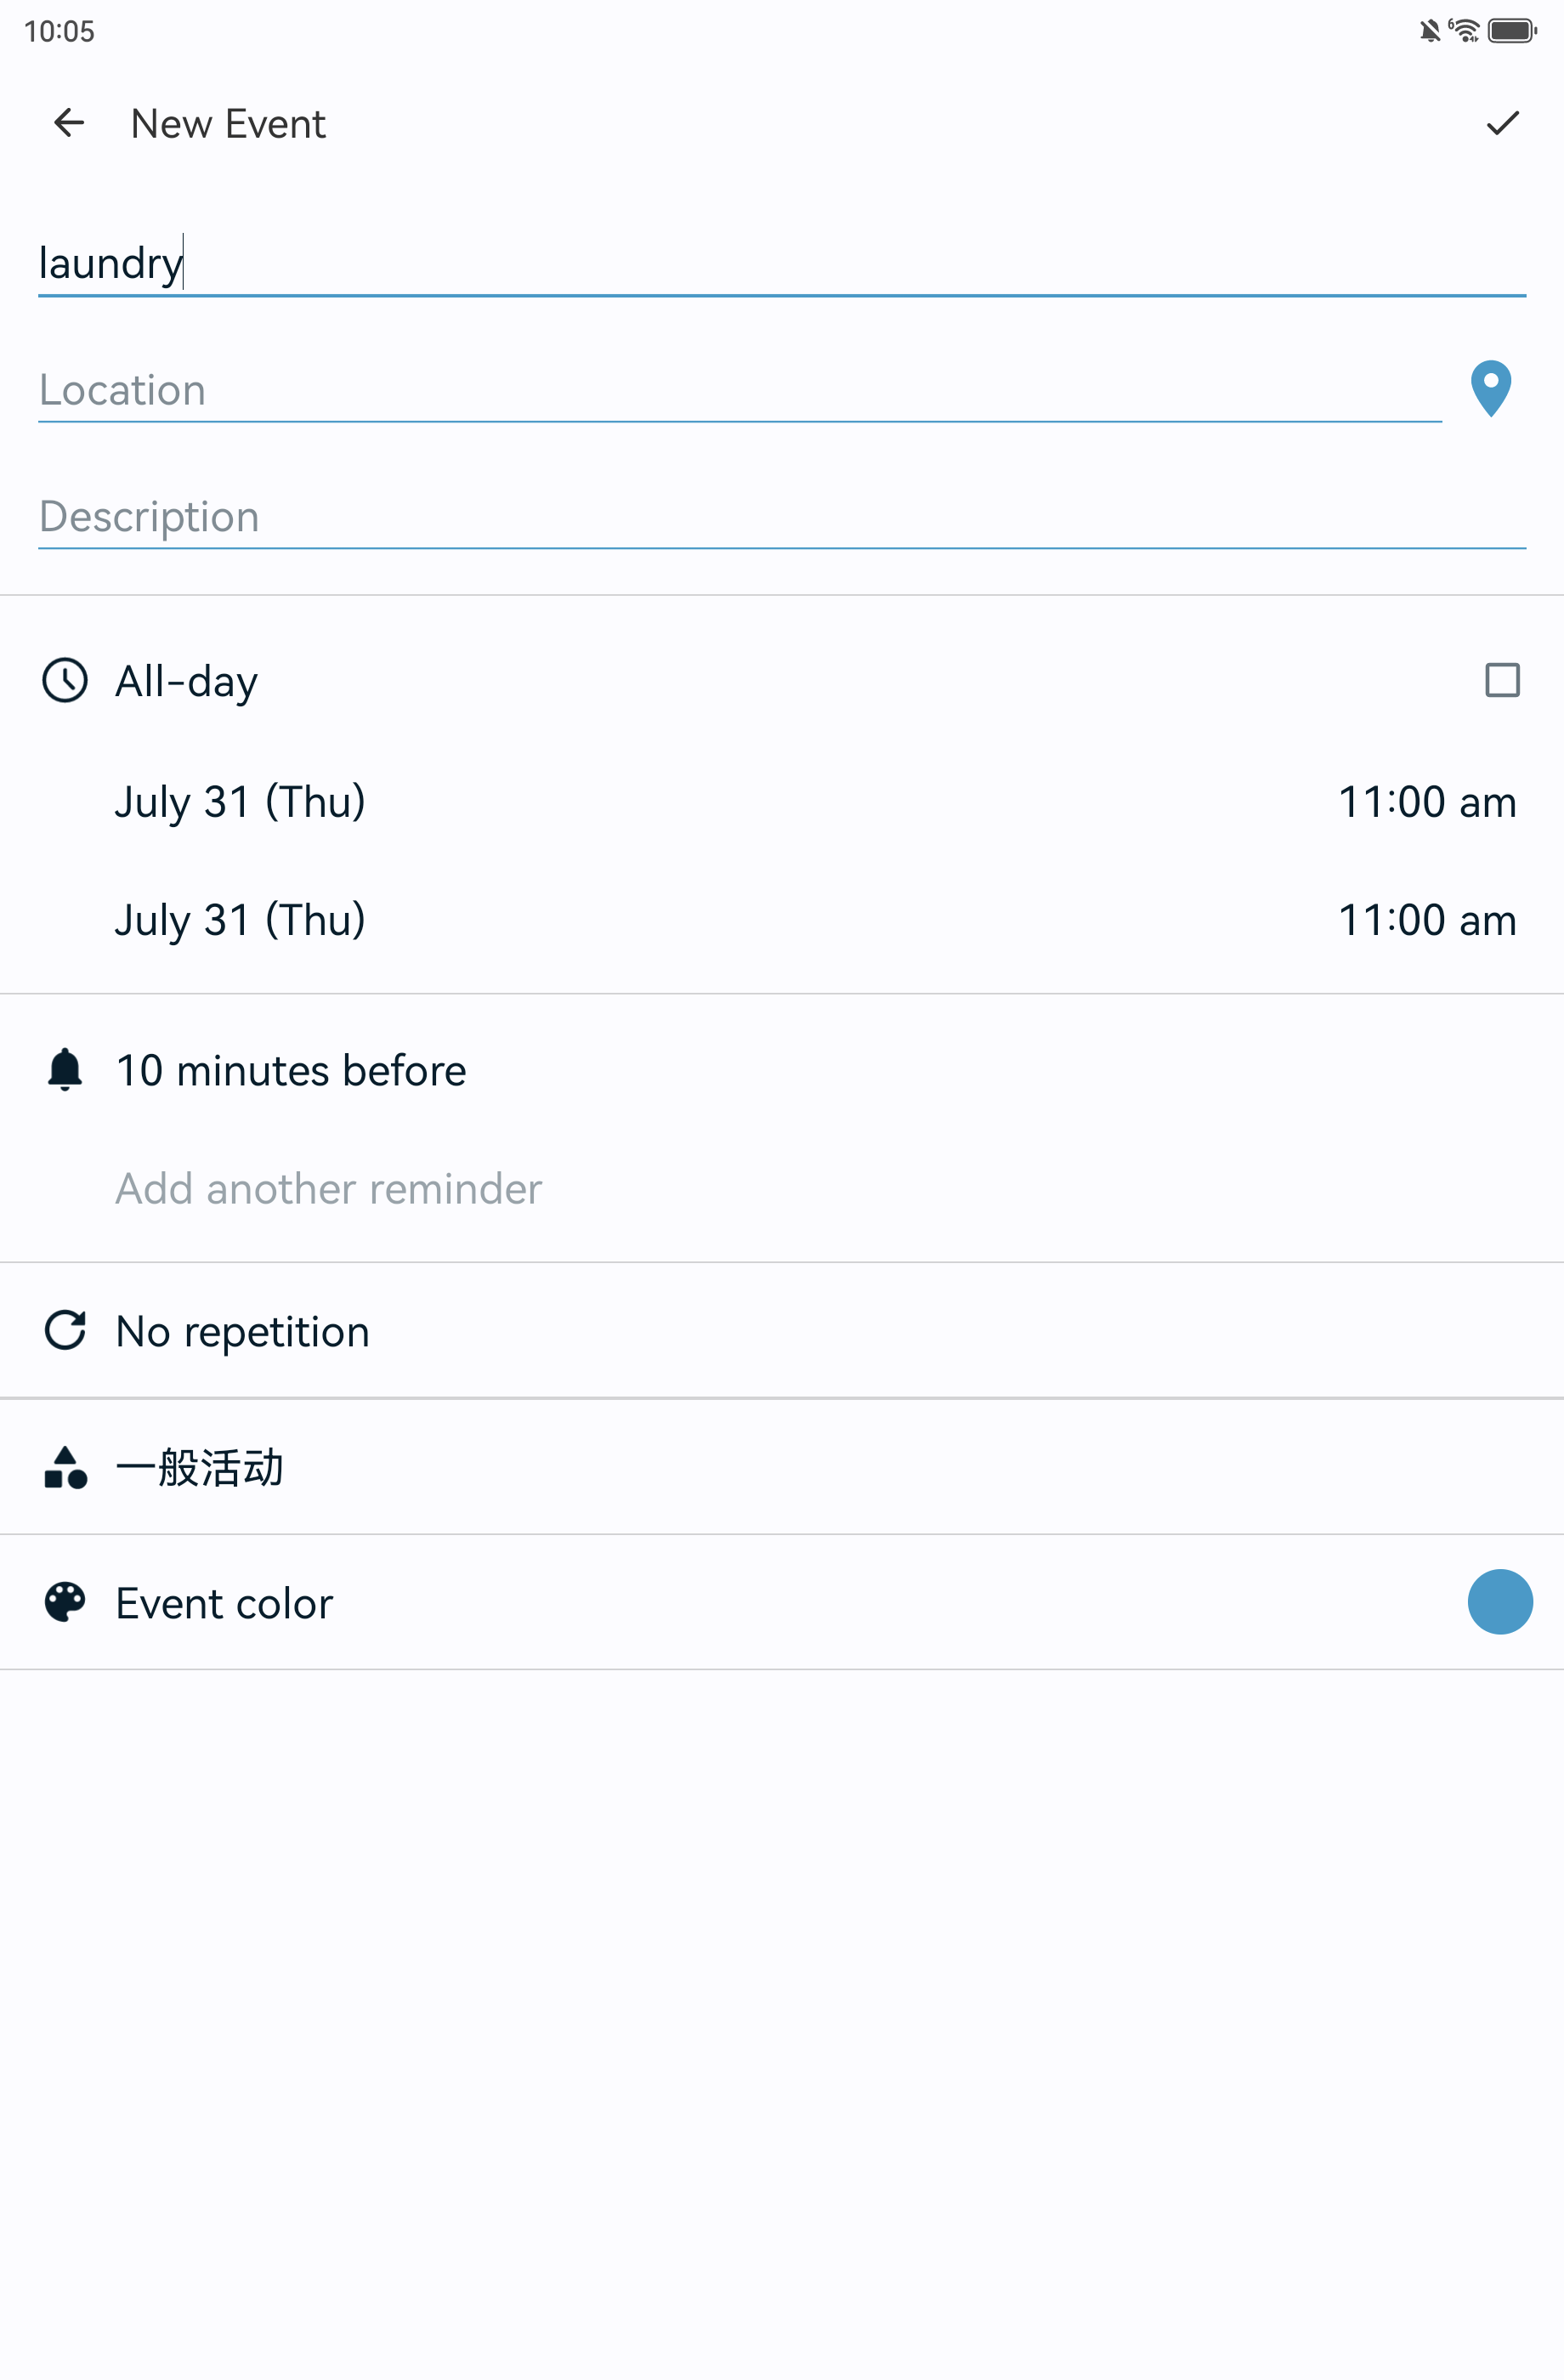 10:05
6
New Event
laundry
Location
Description
All-day
July 31 (Thu)
11:00 am
July 31 (Thu)
11:00 am
10 minutes before
Add another reminder
No repetition
一般活动
Event color